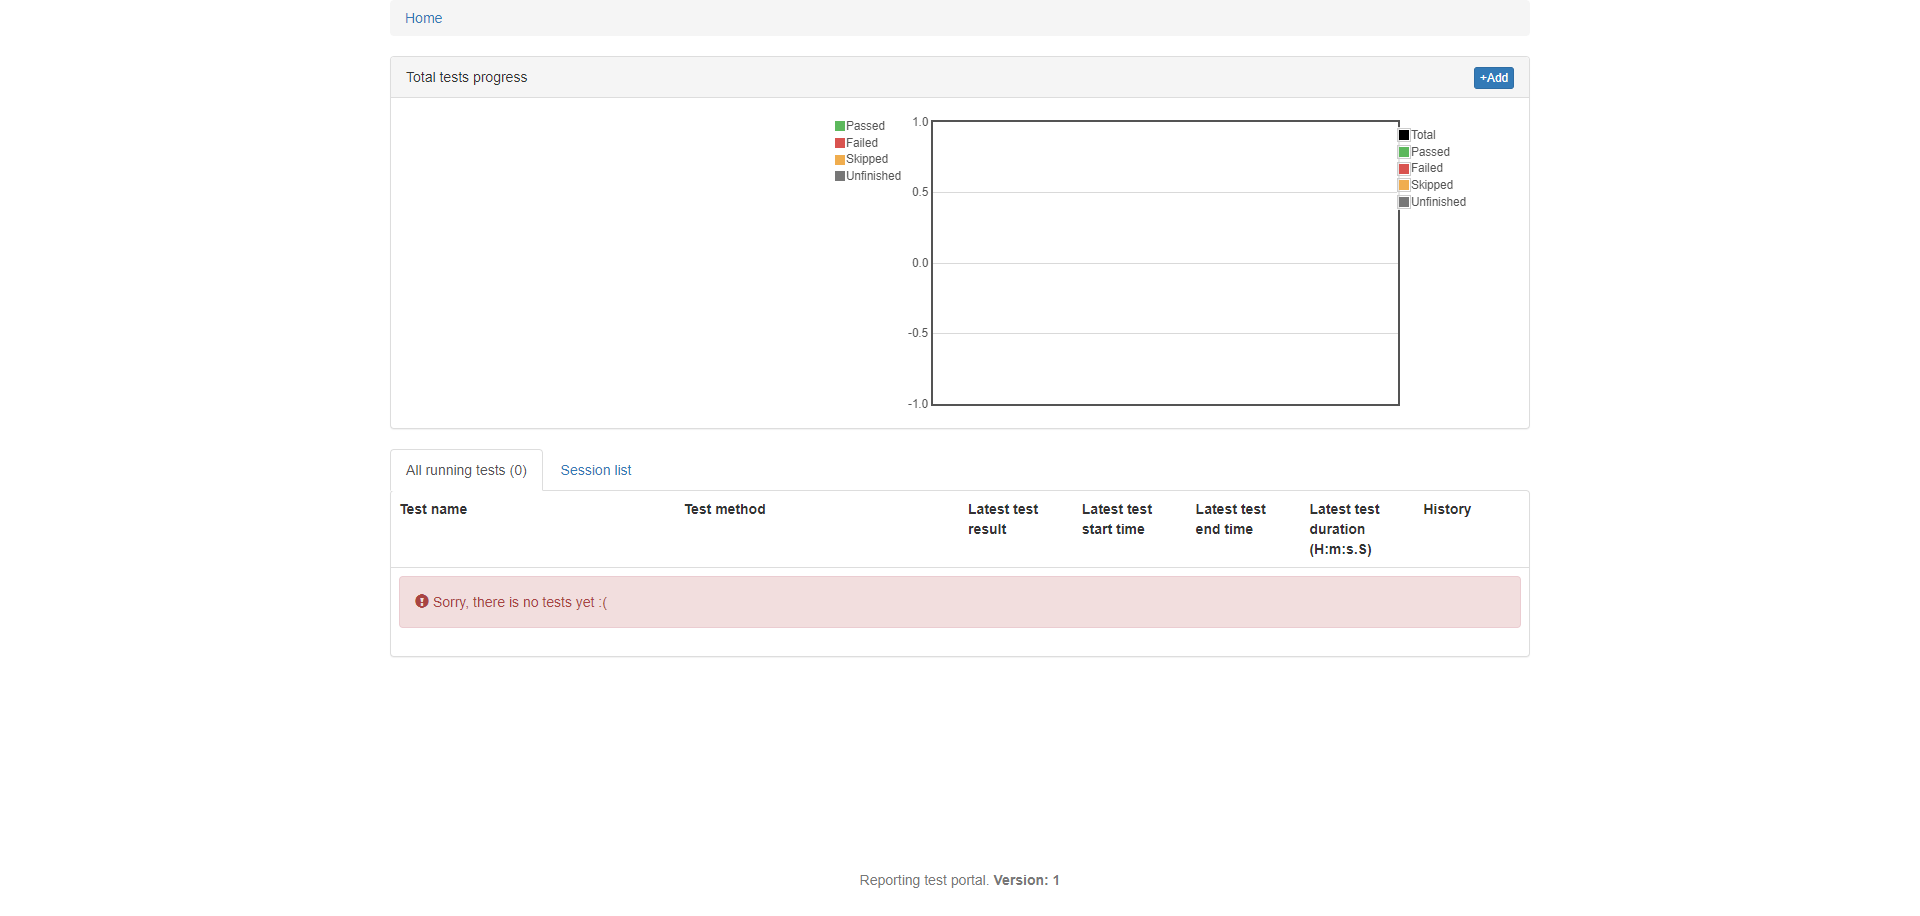 Home
Total tests progress
+Add
Passed
Failed
Skipped
Unfinished
1.0
0.5
0.0
-0.5
-1.0
Total
Passed
Failed
Skipped
Unfinished
All running tests (0)
Session list
Test name
Test method
Latest test
result
Latest test
start time
Latest test
end time
Latest test
duration
(H:m:s.S)
History
Sorry, there is no tests yet :(
Reporting test portal. Version: 1